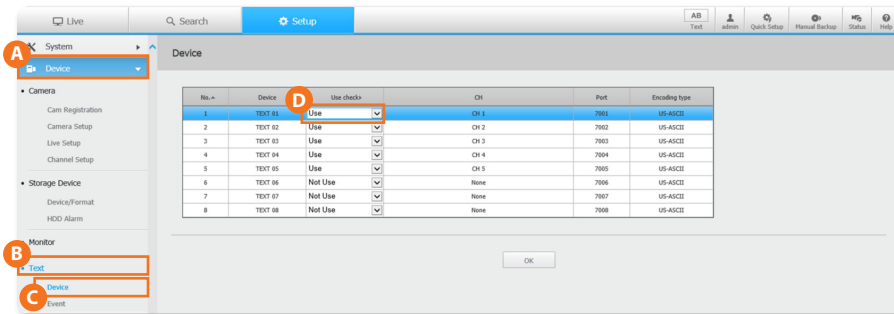 Live
Search
Setup
AB
Text
admin
Quick Setup
Manual Backup
Status
Help
A
System
Device
Camera
Cam Registration
Camera Setup
Live Setup
Channel Setup
Storage Device
Device/Format
HDD Alarm
Monitor
B
Text
C
Device
Event
Device
D
No. Device Use check CH Port Encoding type
1 TEXT 01 Use CH 1 7001 US-ASCII
2 TEXT 02 Use CH 2 7002 US-ASCII
3 TEXT 03 Use CH 3 7003 US-ASCII
4 TEXT 04 Use CH 4 7004 US-ASCII
5 TEXT 05 Use CH 5 7005 US-ASCII
6 TEXT 06 Not Use None 7006 US-ASCII
7 TEXT 07 Not Use None 7007 US-ASCII
8 TEXT 08 Not Use None 7008 US-ASCII
OK